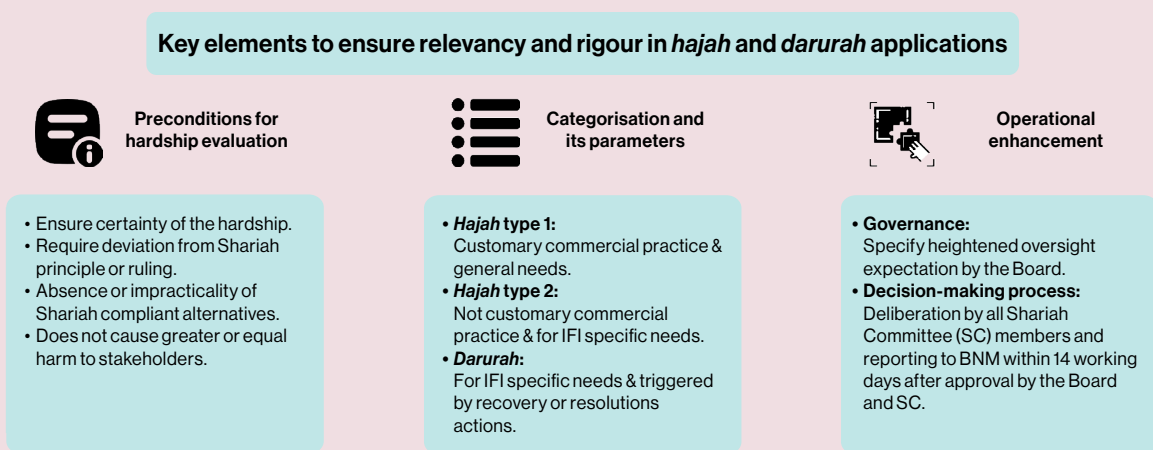 Key elements to ensure relevancy and rigour in hajah and darurah applications
Preconditions for
hardship evaluation
• Ensure certainty of the hardship.
• Require deviation from Shariah
principle or ruling.
• Absence or impracticality of
Shariah compliant alternatives.
• Does not cause greater or equal
harm to stakeholders.
Categorisation and
its parameters
• Hajah type 1:
Customary commercial practice &
general needs.
• Hajah type 2:
Not customary commercial
practice & for IFI specific needs.
• Darurah:
For IFI specific needs & triggered
by recovery or resolutions
actions.
Operational
enhancement
• Governance:
Specify heightened oversight
expectation by the Board.
• Decision-making process:
Deliberation by all Shariah
Committee (SC) members and
reporting to BNM within 14 working
days after approval by the Board
and SC.